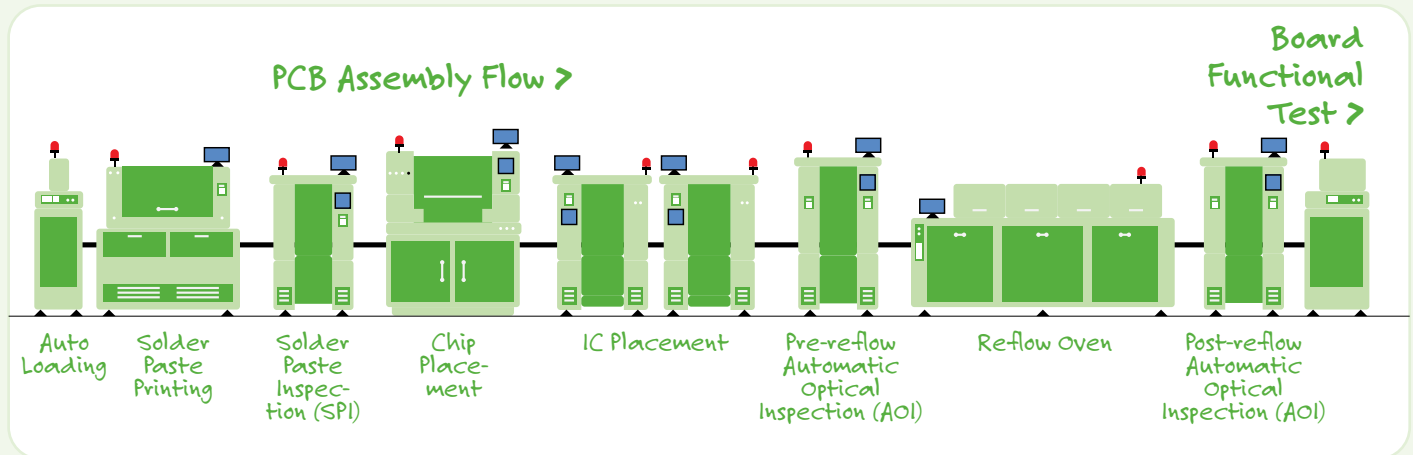 PCB Assembly Flow >
Board
Functional
Test >
Auto
Loading
Solder
Paste
Printing
Solder
Paste
Inspec-
tion (SPI)
Chip
Place-
ment
IC Placement
Pre-reflow
Automatic
Optical
Inspection (AOI)
Reflow Oven
Post-reflow
Automatic
Optical
Inspection (AOI)